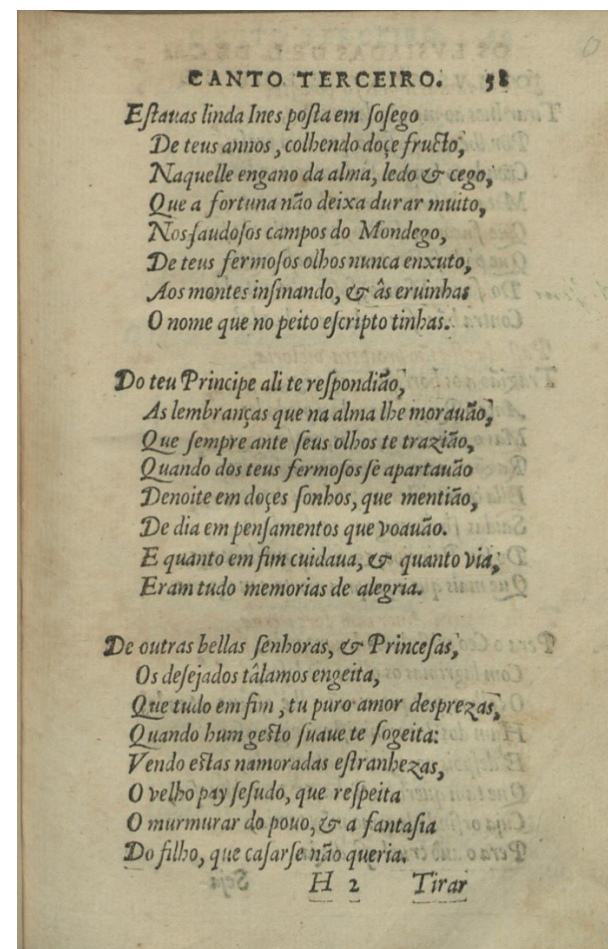 CANTO TERCEIRO. 58
Eſtauas linda Ines poſta em ſoſego
De teus annos, colhendo doçe fructo,
Naquelle engano da alma, ledo & cego,
Que a fortuna não deixa durar muito,
Nos ſaudoſos campos do Mondego,
De teus fermoſos olhos nunca enxuto,
Aos montes inſinando, & âs eruinhas
O nome que no peito eſcripto tinhas.
Do teu Principe ali te reſpondião,
As lembranças que na alma lhe morauão,
Que ſempre ante ſeus olhos te trazião,
Quando dos teus fermoſos ſe apartauão
De noite em doçes ſonhos, que mentião,
De dia em penſamentos que voauão.
E quanto em fim cuidaua, & quanto via,
Eram tudo memorias de alegria.
De outras bellas ſenhoras, & Princeſas,
Os deſejados tâlamos engeita,
Que tudo em fim, tu puro amor desprezas,
Quando hum geſto ſuaue te ſogeita:
Vendo eſtas namoradas eſtranhezas,
O velho pay ſeſudo, que reſpeita
O murmurar do pouo, & a fantaſia
Do filho, que caſarſe não queria.
H 2 Tirar